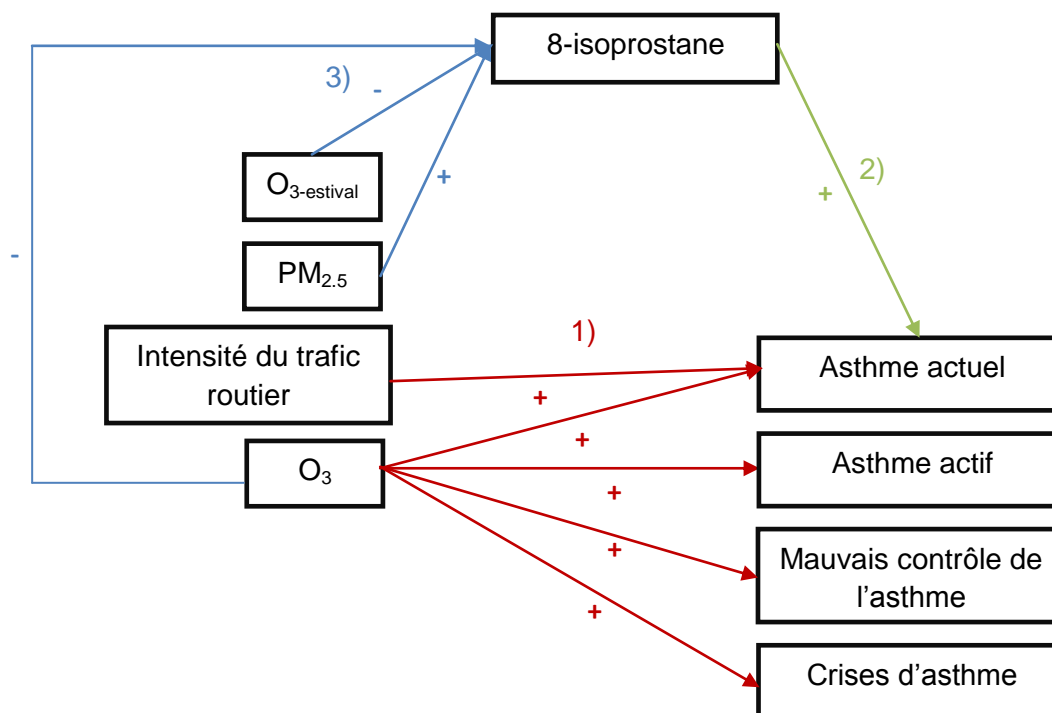 8-isoprostane
3)
-
2)
O3-estival
+
+
-
PM2.5
1)
Intensité du trafic
routier
Asthme actuel
+
+
O3
Asthme actif
+
+
Mauvais contrôle de
l'asthme
+
Crises d'asthme